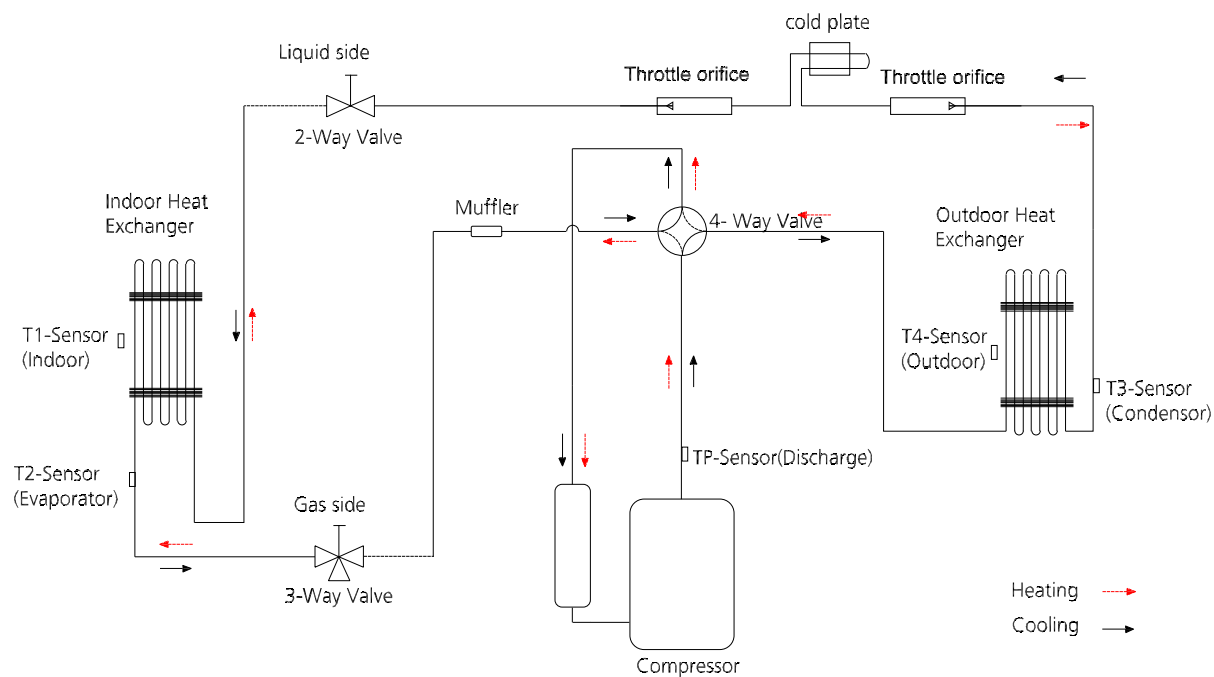 cold plate
Liquid side
Throttle orifice
Throttle orifice
2-Way Valve
Indoor Heat
Exchanger
Muffler
4- Way Valve
Outdoor Heat
Exchanger
T1-Sensor
(Indoor)
T4-Sensor
(Outdoor)
T3-Sensor
(Condensor)
TP-Sensor(Discharge)
T2-Sensor
(Evaporator)
Gas side
3-Way Valve
Heating
Cooling
Compressor